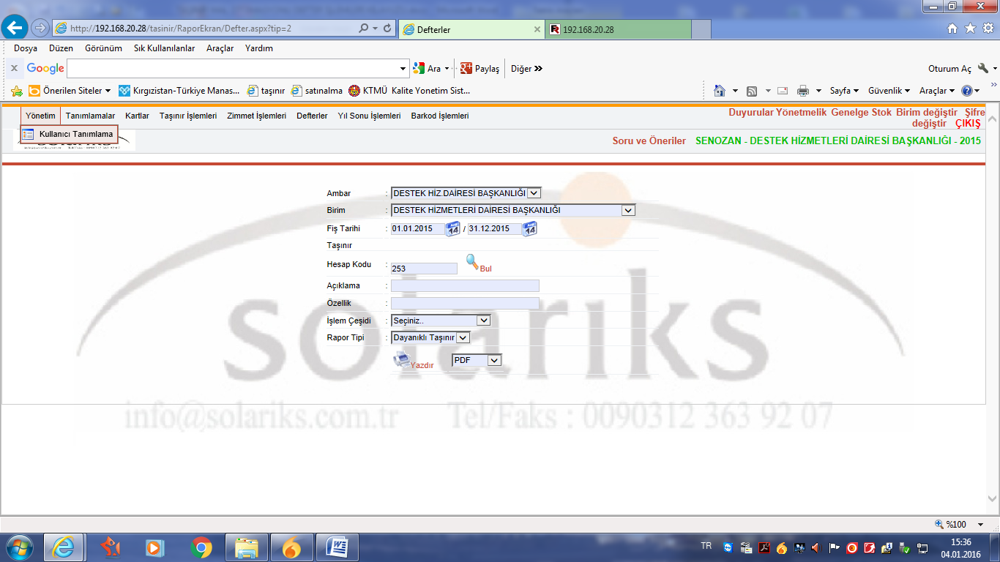 http://192.168.20.28/tasinir/RaporEkran/Defter.aspx?tip=2
Defterler
192.168.20.28
Dosya Düzen Görünüm Sık Kullanılanlar Araçlar Yardım
x Google Ara Paylaş Diğer »
Oturum Aç
Önerilen Siteler Kırgızistan-Türkiye Manas... taşınır satınalma KTMÜ Kalite Yonetim Sist...
Sayfa Güvenlik Araçlar
Yönetim Tanımlamalar Kartlar Taşınır İşlemleri Zimmet İşlemleri Defterler Yıl Sonu İşlemleri Barkod İşlemleri
Duyurular Yönetmelik Genelge Stok Birim değiştir Şifre
değiştir ÇIKIŞ
Kullanıcı Tanımlama
Soru ve Öneriler SENOZAN - DESTEK HİZMETLERİ DAİRESİ BAŞKANLIĞI - 2015
Ambar : DESTEK HİZ.DAİRESİ BAŞKANLIĞI
Birim : DESTEK HİZMETLERİ DAİRESİ BAŞKANLIĞI
Fiş Tarihi : 01.01.2015 / 31.12.2015
Taşınır
Hesap Kodu : 253 Bul
Açıklama :
Özellik :
İşlem Çeşidi : Seçiniz..
Rapor Tipi : Dayanıklı Taşınır
Yazdır PDF
solariks
info@solariks.com.tr Tel/Faks : 0090312 363 92 07
%100
TR
15:36
04.01.2016